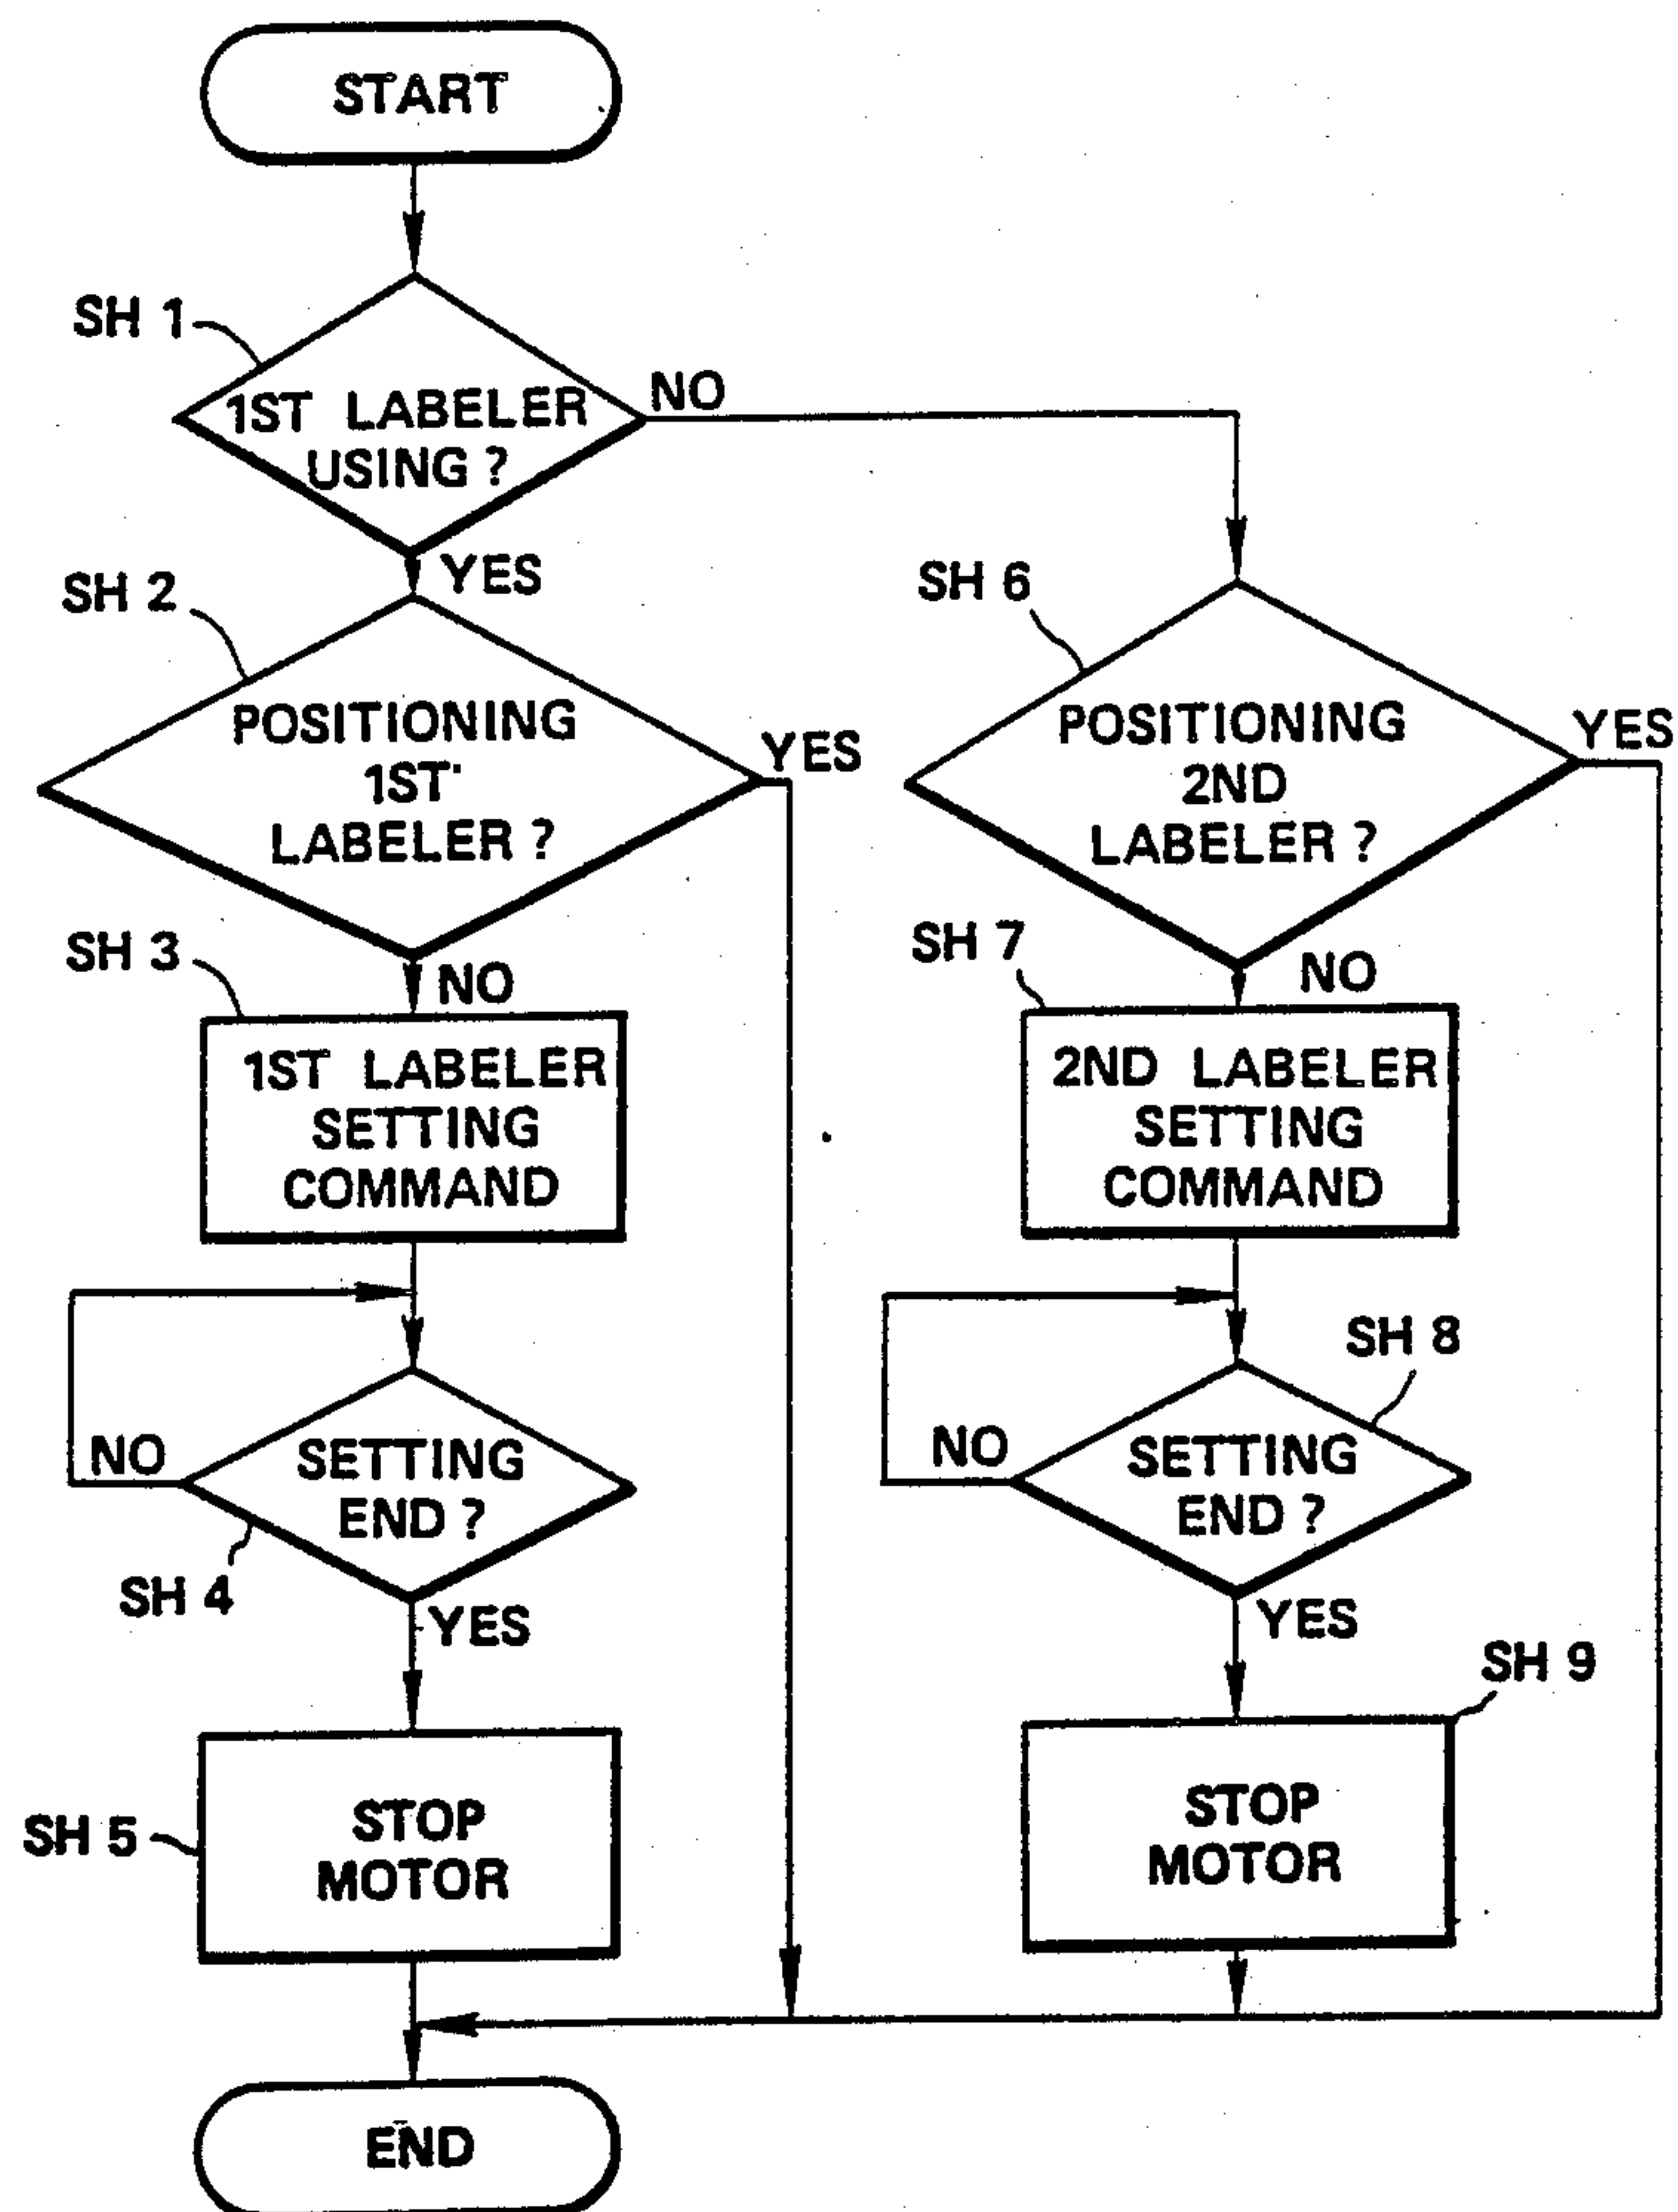 START
SH 1
1ST LABELER
USING ?
NO
YES
SH 2
POSITIONING
1ST
LABELER ?
YES
NO
SH 3
1ST LABELER
SETTING
COMMAND
SETTING
END ?
NO
SH 4
YES
STOP
MOTOR
SH 5
SH 6
POSITIONING
2ND
LABELER ?
YES
SH 7
NO
2ND LABELER
SETTING
COMMAND
SH 8
NO
SETTING
END ?
YES
SH 9
STOP
MOTOR
END